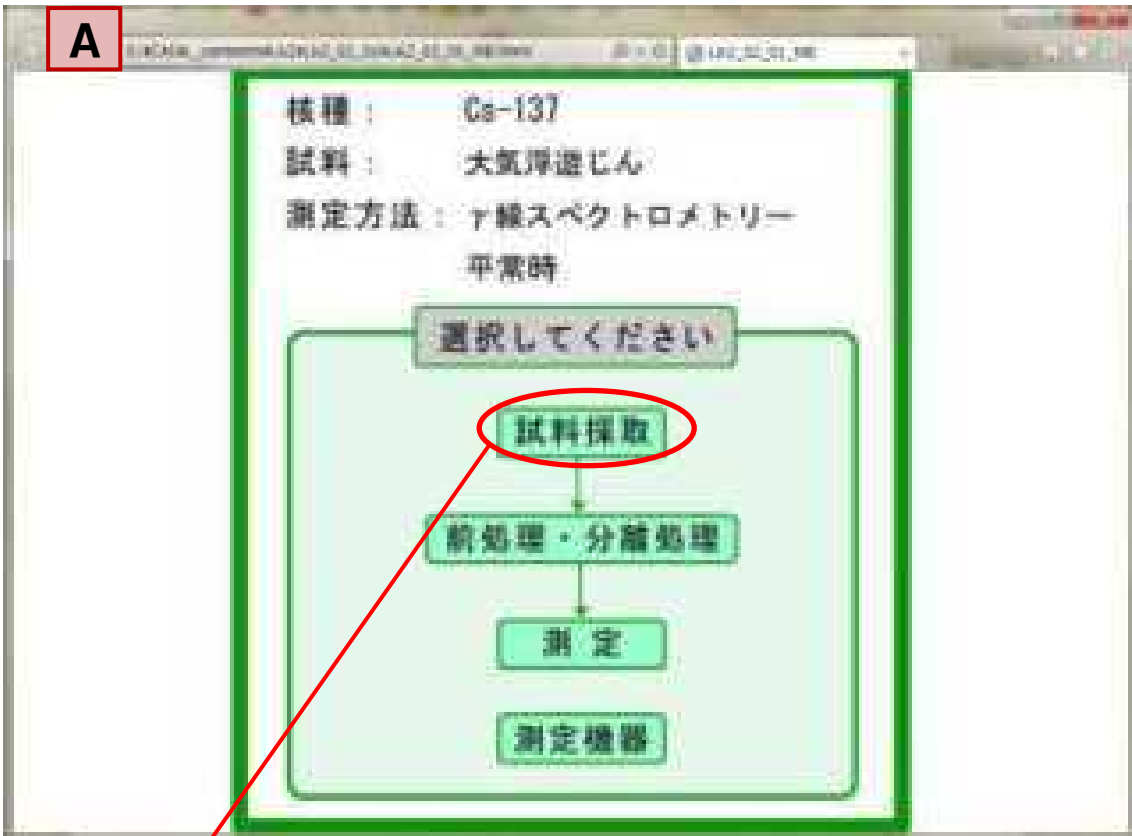 A
核種： Cs-137
試料： 大気浮遊じん
測定方法： γ線スペクトロメトリー
平常時
選択してください
試料採取
前処理・分離処理
測 定
測定機器